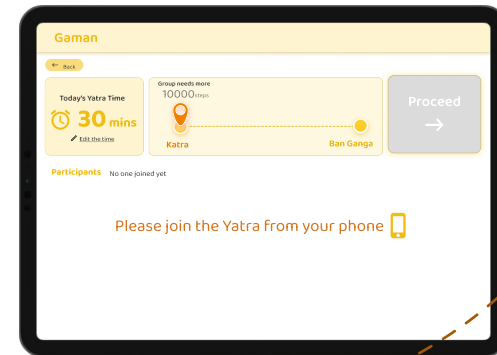 Gaman
← Back
Today's Yatra Time
30 mins
Edit the time
Group needs more
10000 steps
Katra
Ban Ganga
Proceed
→
Participants No one joined yet
Please join the Yatra from your phone